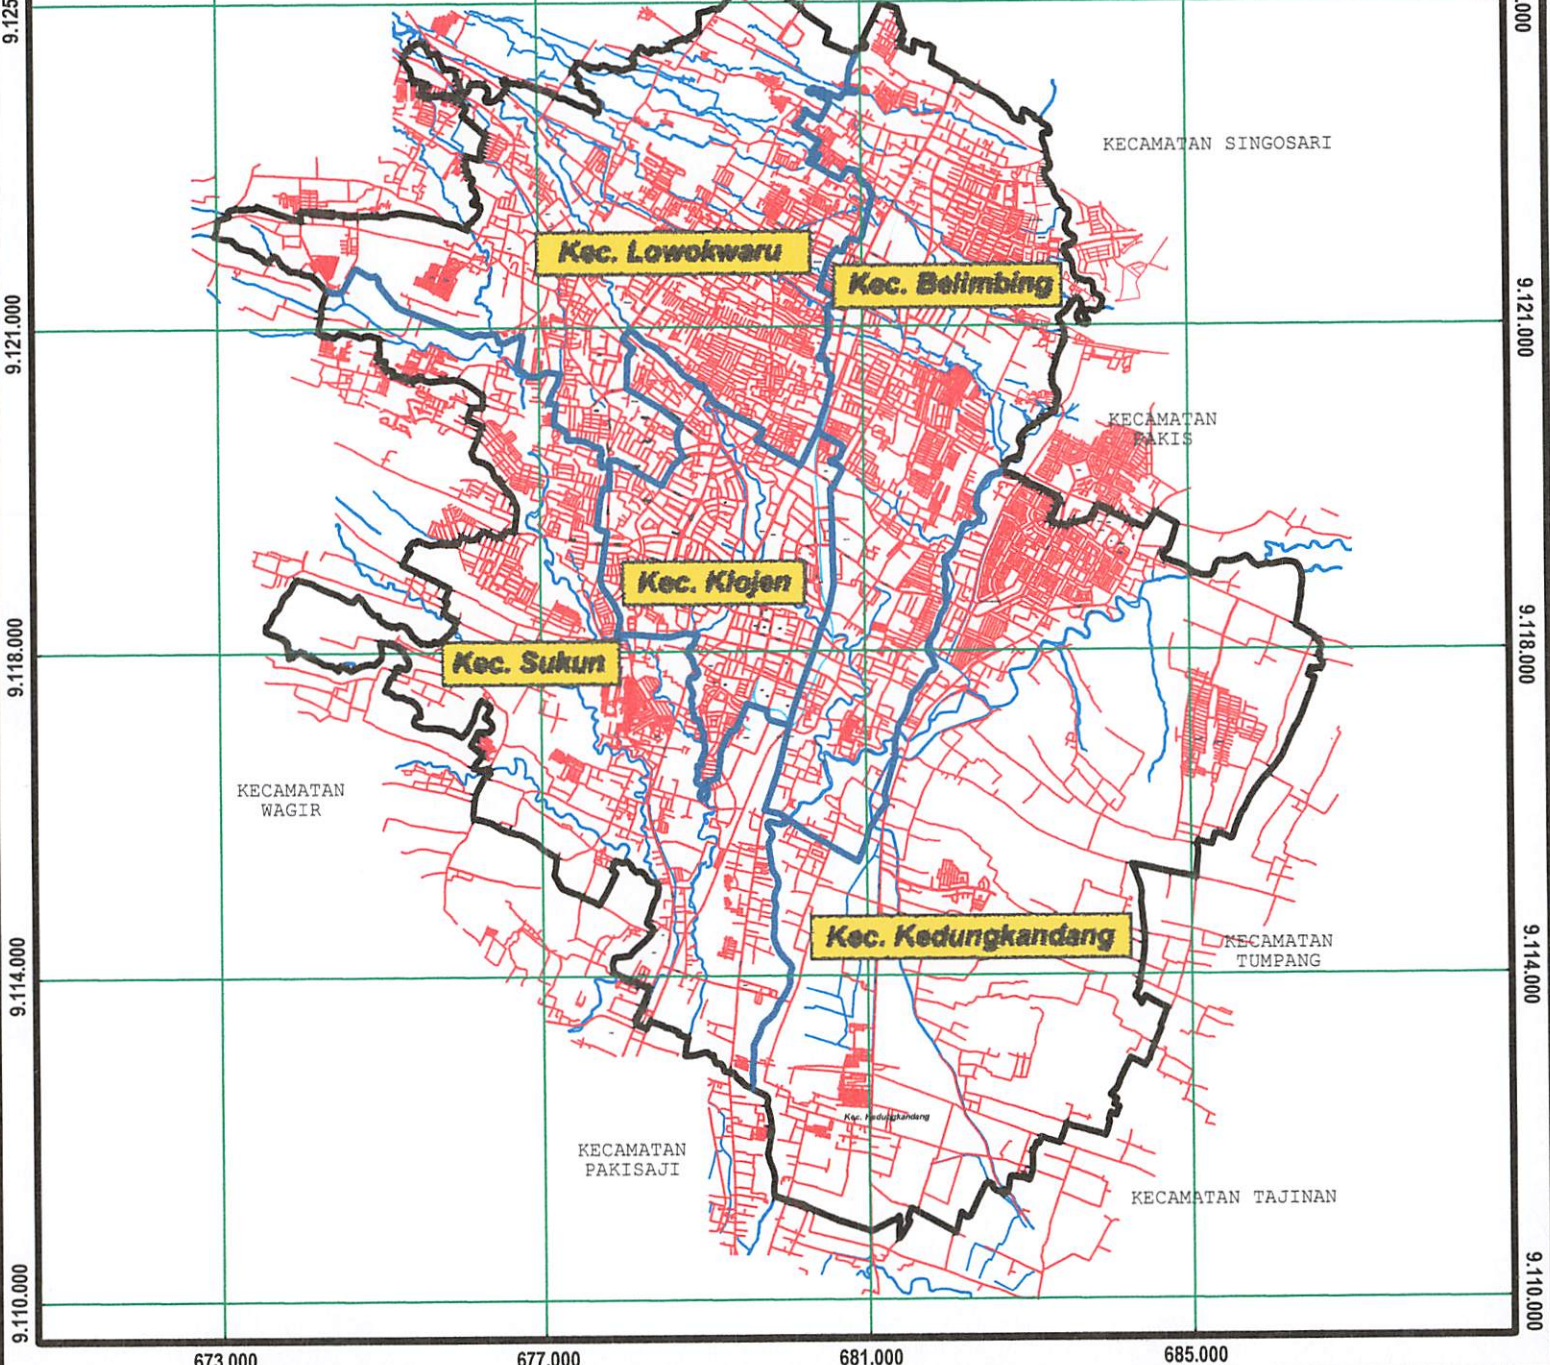 9.125
.000
KECAMATAN SINGOSARI
Kec. Lowokwaru
Kec. Belimbing
9.121.000
9.121.000
KECAMATAN
PAKIS
Kec. Klojen
9.118.000
Kec. Sukun
9.118.000
KECAMATAN
WAGIR
Kec. Kedungkandang
KECAMATAN
TUMPANG
9.114.000
9.114.000
Kec. Kedungkandang
KECAMATAN
PAKISAJI
KECAMATAN TAJINAN
9.110.000
9.110.000
673.000 677.000 681.000 685.000